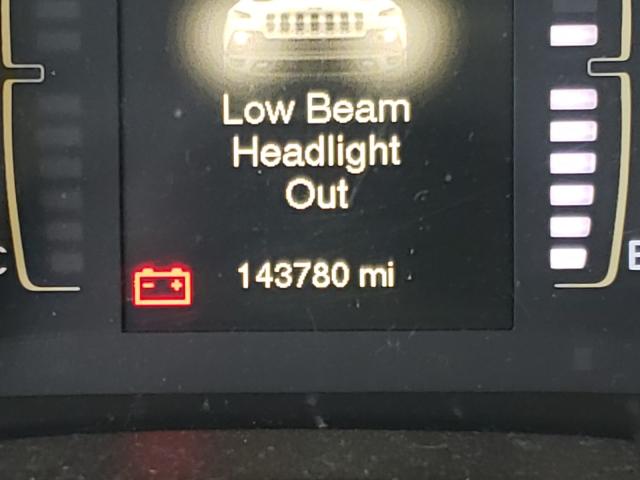 Low Beam
Headlight
Out
143780 mi
C
E